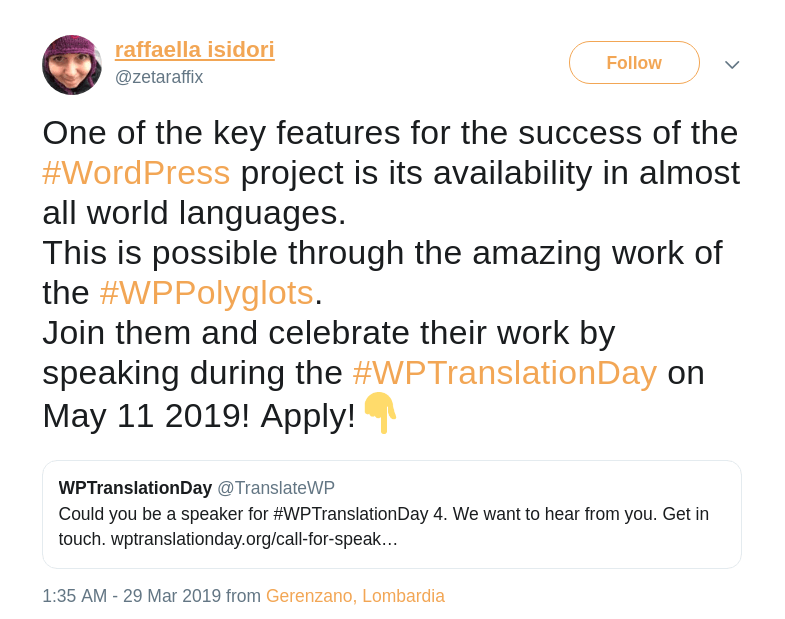 raffaella isidori
@zetaraffix
Follow
One of the key features for the success of the
#WordPress project is its availability in almost
all world languages.
This is possible through the amazing work of
the #WPPolyglots.
Join them and celebrate their work by
speaking during the #WPTranslationDay on
May 11 2019! Apply!👇
WPTranslationDay @TranslateWP
Could you be a speaker for #WPTranslationDay 4. We want to hear from you. Get in
touch. wptranslationday.org/call-for-speak…
1:35 AM - 29 Mar 2019 from Gerenzano, Lombardia